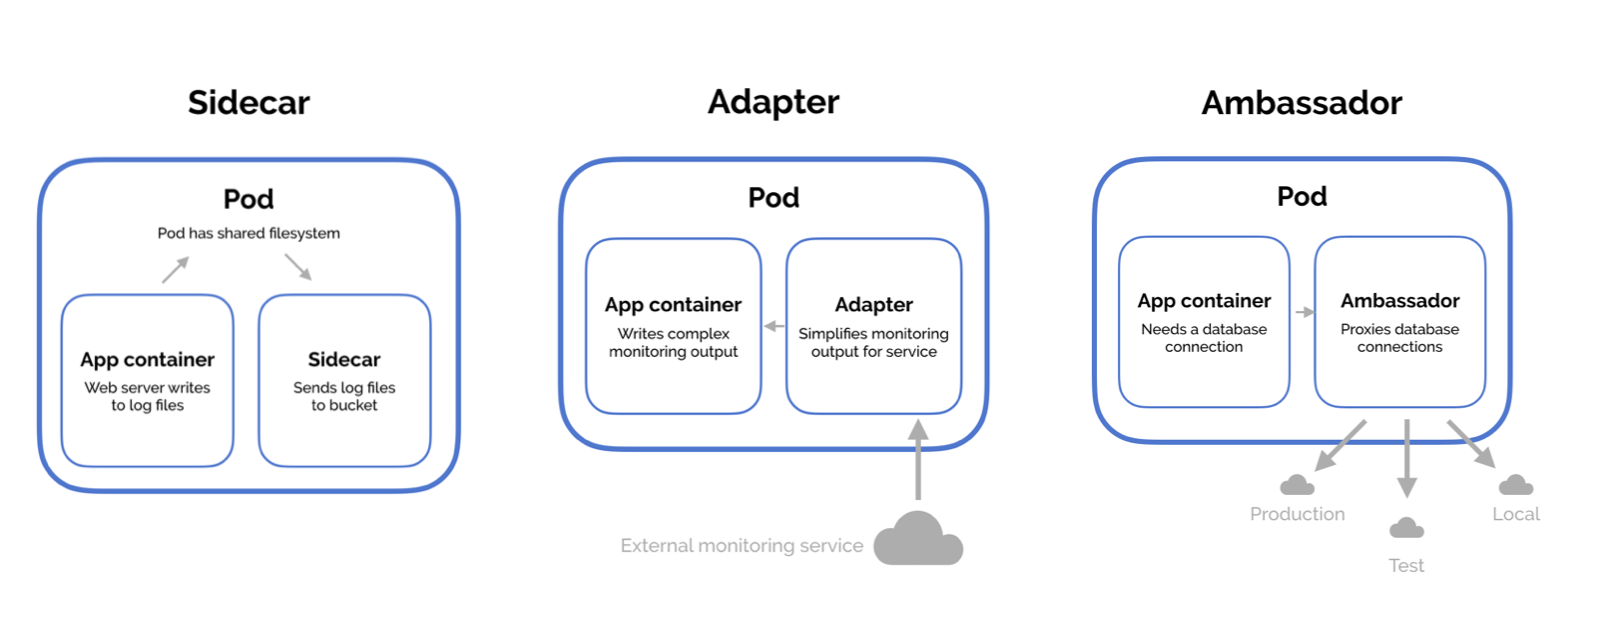 Sidecar
Pod
Pod has shared filesystem
App container
Web server writes
to log files
Sidecar
Sends log files
to bucket
Adapter
Pod
App container
Writes complex
monitoring output
Adapter
Simplifies monitoring
output for service
External monitoring service
Ambassador
Pod
App container
Needs a database
connection
Ambassador
Proxies database
connections
Production
Test
Local